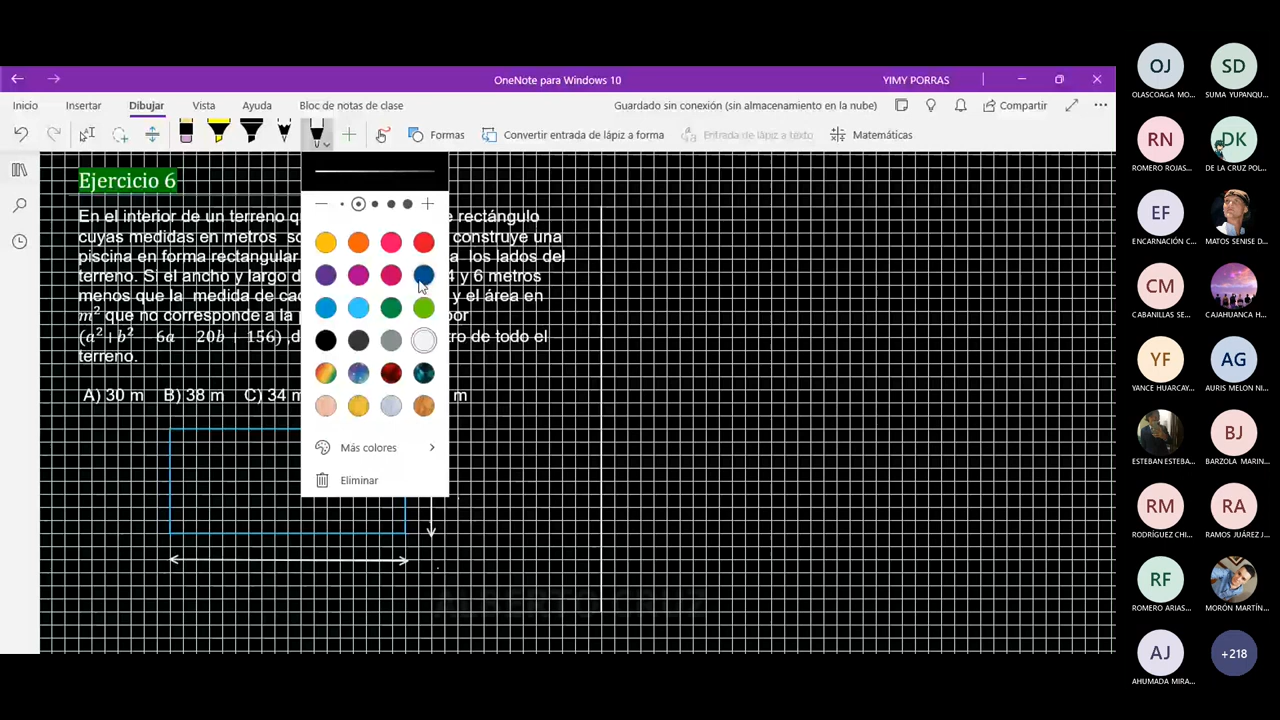 OneNote para Windows 10
YIMY PORRAS
Inicio Insertar Dibujar Vista Ayuda Bloc de notas de clase
Guardado sin conexión (sin almacenamiento en la nube) Compartir
Formas Convertir entrada de lápiz a forma Entrada de lápiz a texto Matemáticas
Ejercicio 6
En el interior de un terreno e rectángulo
cuyas medidas en metros construye una
piscina en forma rectangular los lados del
terreno. Si el ancho y largo 4 y 6 metros
menos que la medida de y el área en
m² que no corresponde a la
(a² + b² − 6a − 20b + 156) , de todo el
terreno.
A) 30 m B) 38 m C) 34 m
Más colores
Eliminar
ALBERTO CRUZ
OJ
OLASCOAGA MO...
SD
SUMA YUPANQU...
RN
ROMERO ROJAS...
DK
DE LA CRUZ POL...
EF
ENCARNACIÓN C...
MATOS SENISE D...
CM
CABANILLAS SE...
CAJAHUANCA H...
YF
YANCE HUARCAY...
AG
AURIS MELON NI...
ESTEBAN ESTEBA...
BJ
BARZOLA MARIN...
RM
RODRÍGUEZ CHI...
RA
RAMOS JUÁREZ J...
RF
ROMERO ARIAS...
MORÓN MARTÍN...
AJ
AHUMADA MIRA...
+218